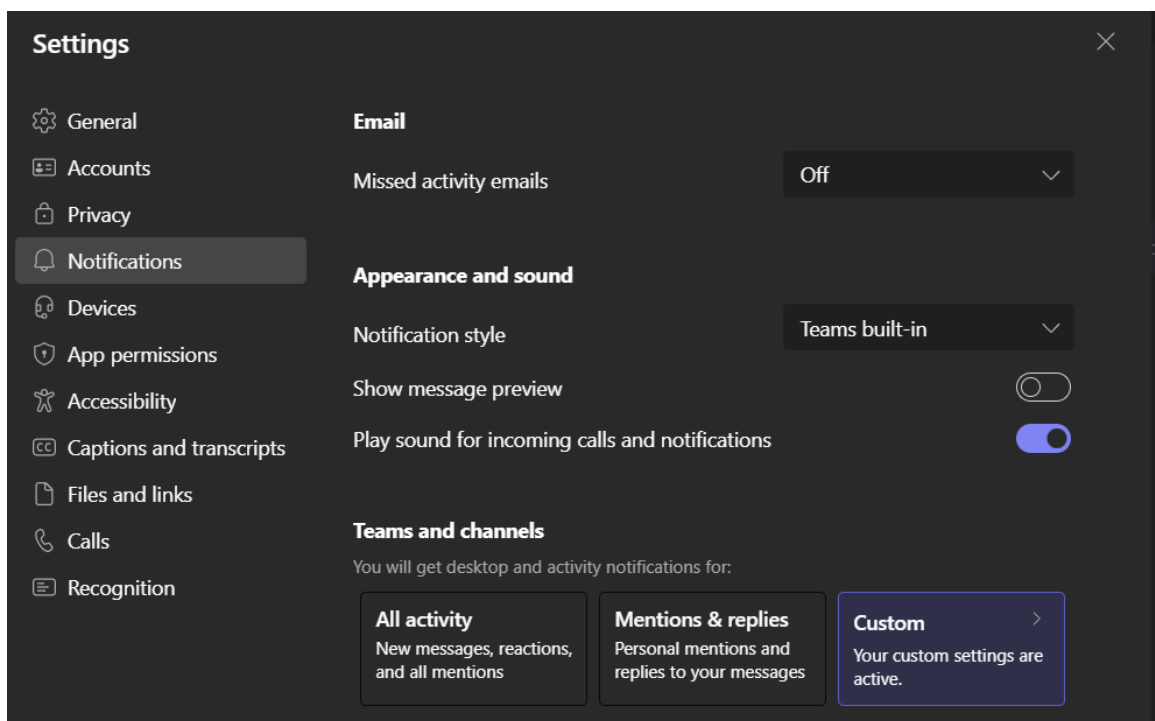 Settings
General
Accounts
Privacy
Notifications
Devices
App permissions
Accessibility
CC Captions and transcripts
Files and links
Calls
Recognition
Email
Missed activity emails
Off
Appearance and sound
Notification style
Teams built-in
Show message preview
Play sound for incoming calls and notifications
Teams and channels
You will get desktop and activity notifications for:
All activity
New messages, reactions,
and all mentions
Mentions & replies
Personal mentions and
replies to your messages
Custom
Your custom settings are
active.